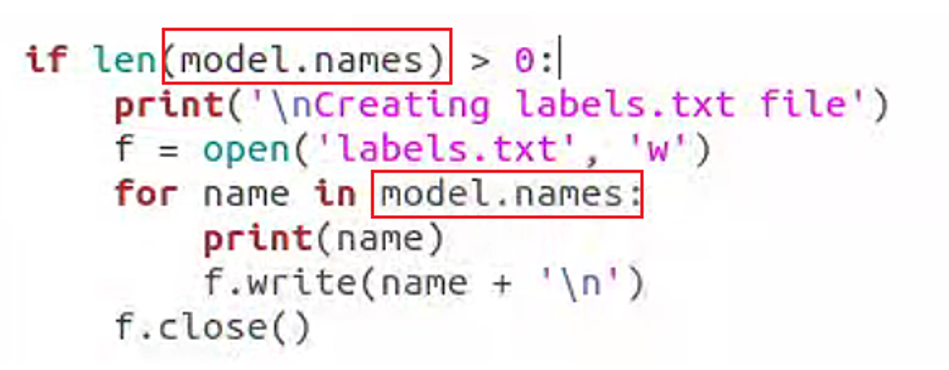 if len(model.names) > 0:
    print('\nCreating labels.txt file')
    f = open('labels.txt', 'w')
    for name in model.names:
        print(name)
        f.write(name + '\n')
    f.close()